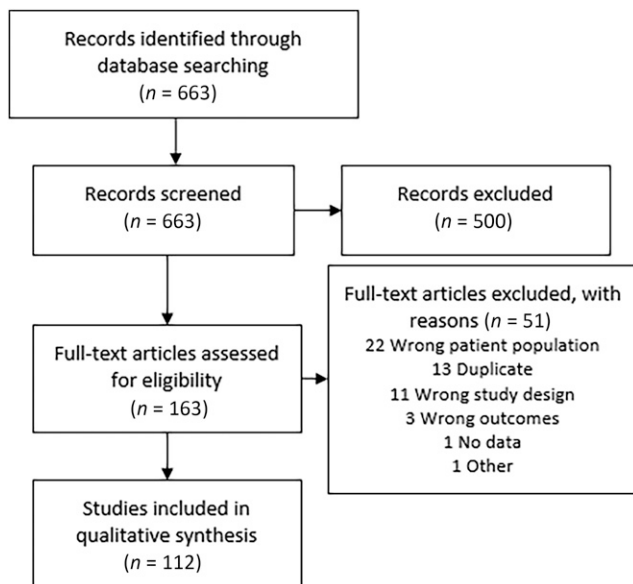 Records identified through
database searching
(n = 663)
Records screened
(n = 663)
Records excluded
(n = 500)
Full-text articles assessed
for eligibility
(n = 163)
Full-text articles excluded, with
reasons (n = 51)
22 Wrong patient population
13 Duplicate
11 Wrong study design
3 Wrong outcomes
1 No data
1 Other
Studies included in
qualitative synthesis
(n = 112)